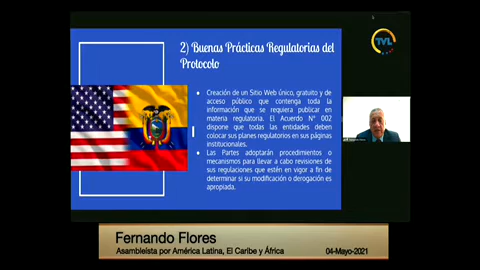 TVL
2) Buenas Prácticas Regulatorias del
Protocolo
Creación de un Sitio Web único, gratuito y de
acceso público que contenga toda la
información que se requiera publicar en
materia regulatoria. El Acuerdo N° 002
dispone que todas las entidades deben
colocar sus planes regulatorios en sus páginas
institucionales.
Las Partes adoptarán procedimientos o
mecanismos para llevar a cabo revisiones de
sus regulaciones que estén en vigor a fin de
determinar si su modificación o derogación es
apropiada.
Fernando Flores
Asambleísta por América Latina, El Caribe y África
04-Mayo-2021